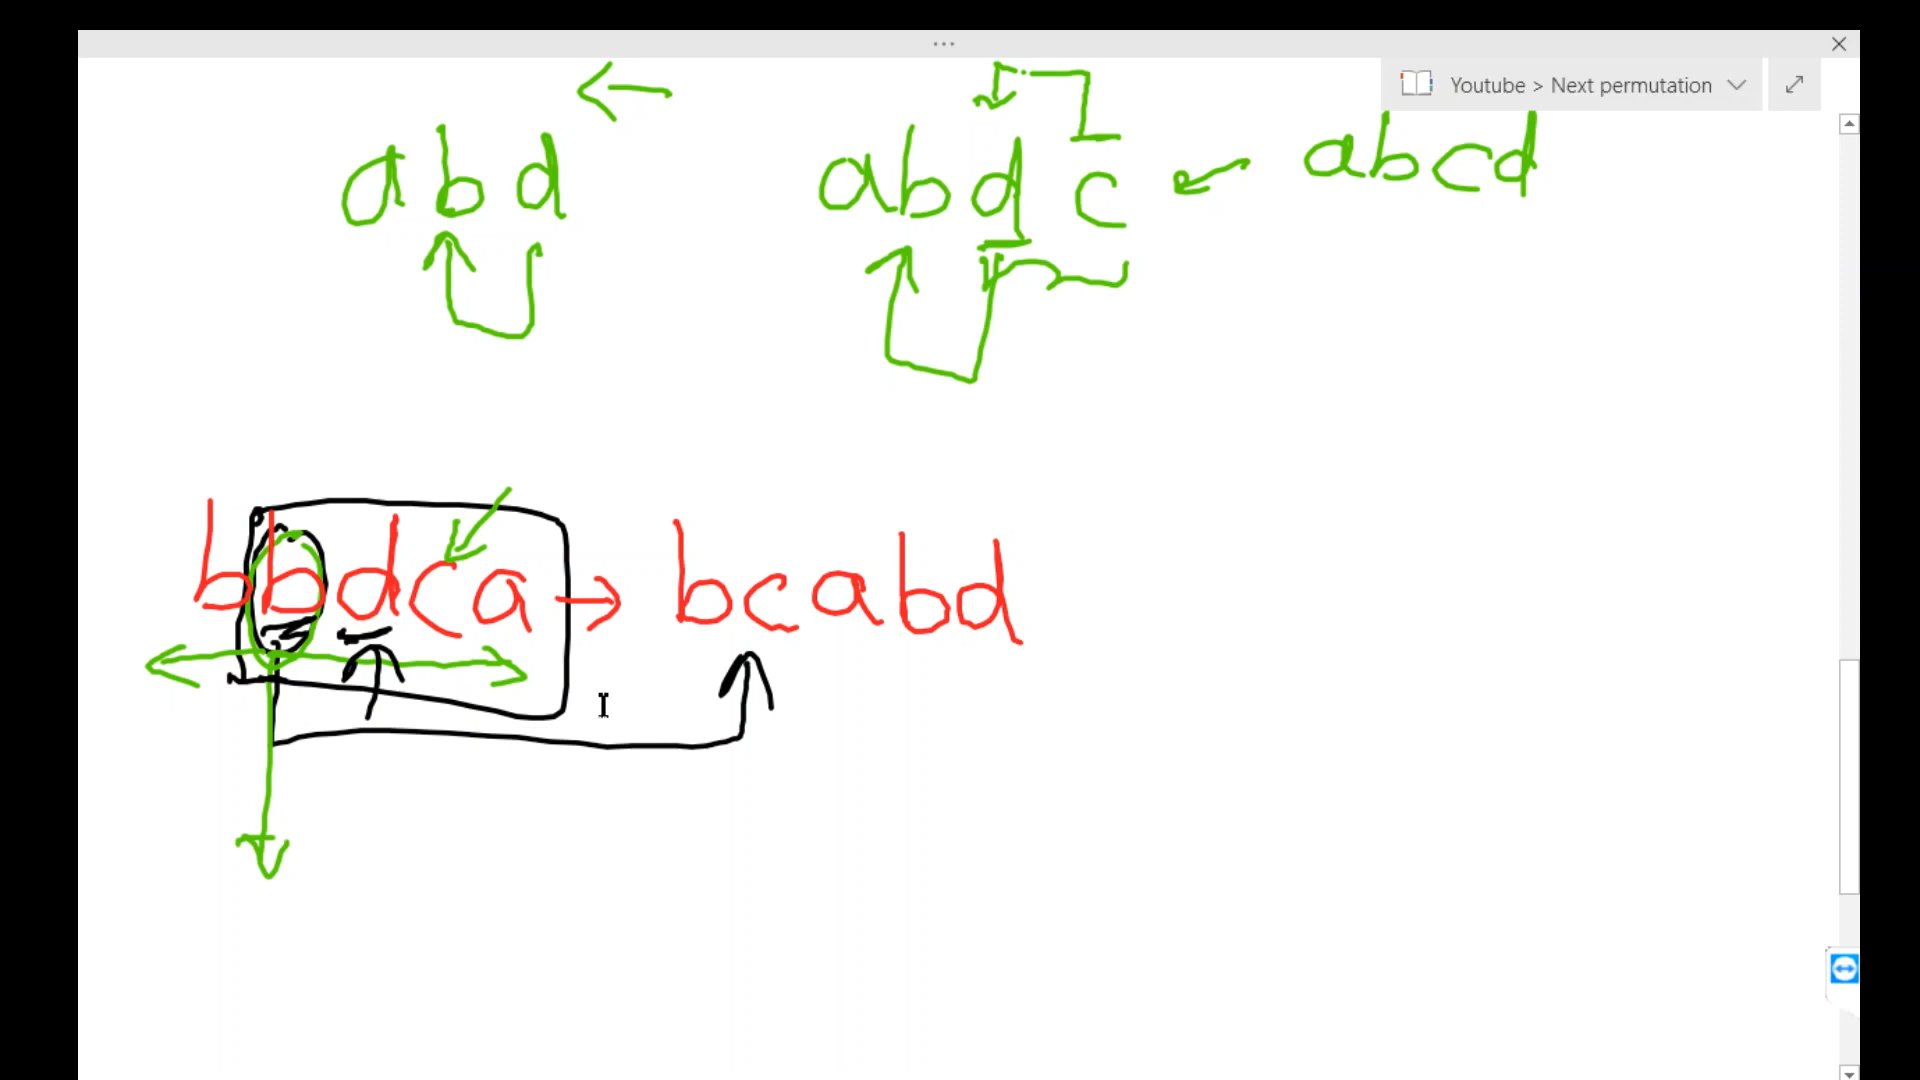 Youtube > Next permutation
abd abdc ← abcd
bbdca → bcabd